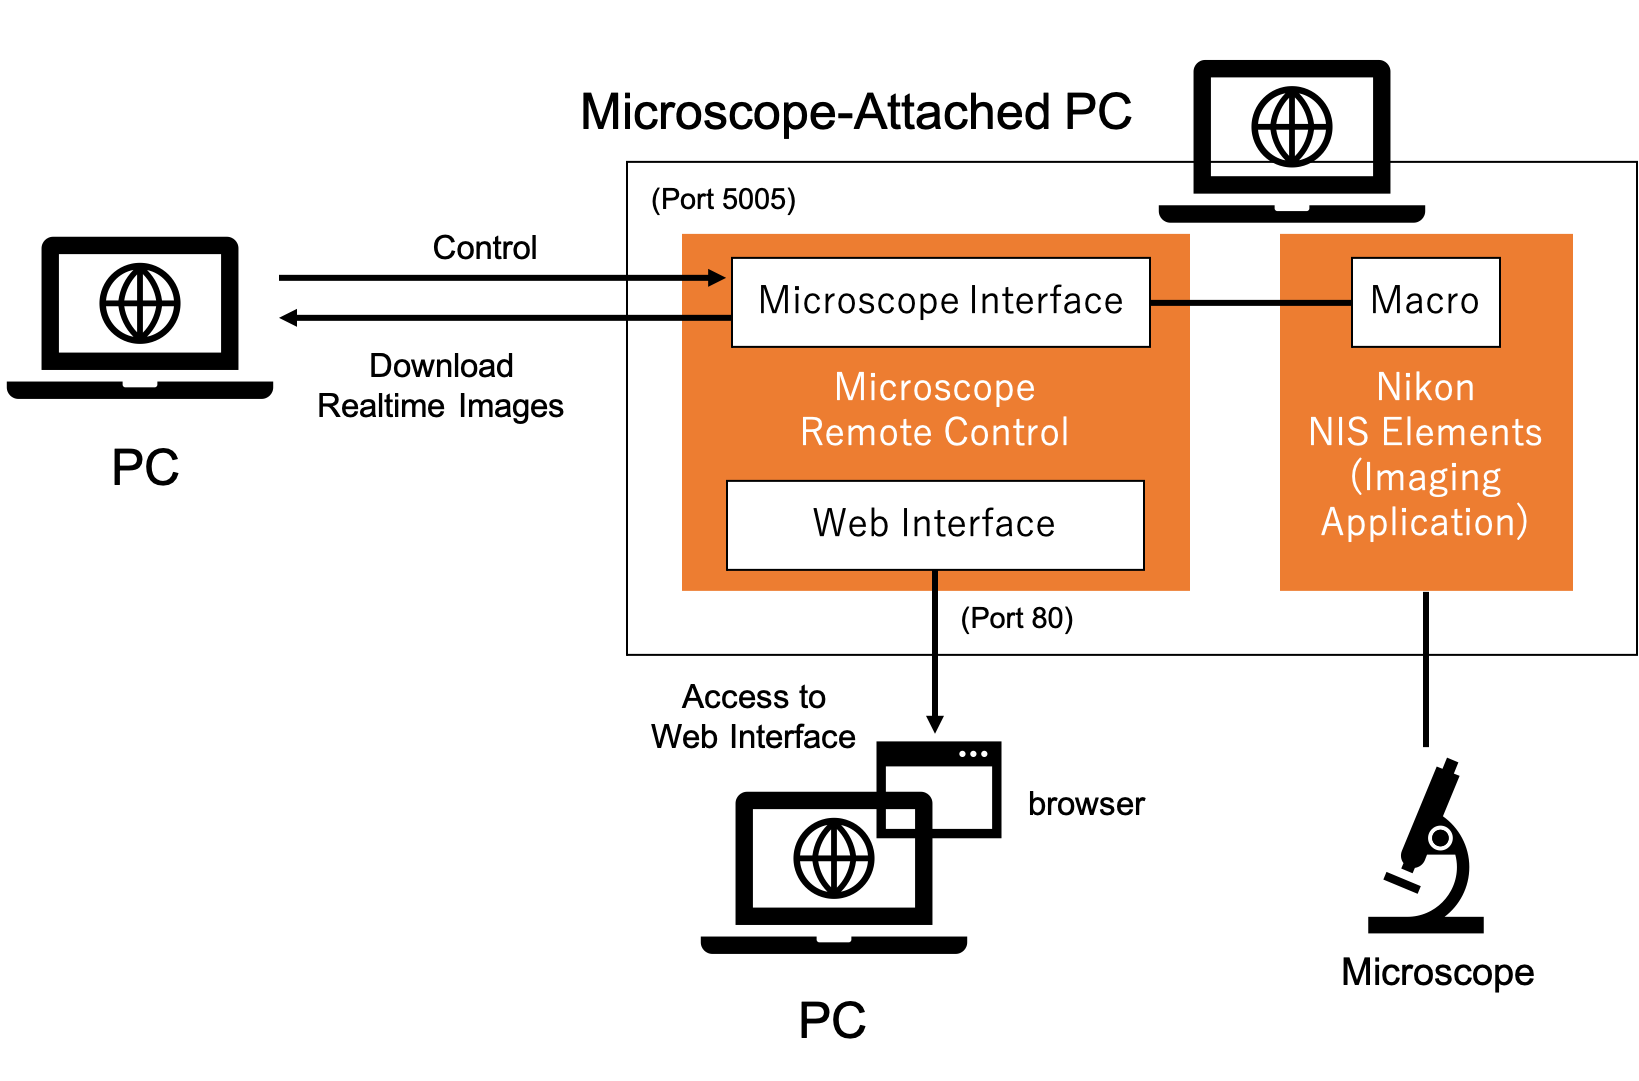 Microscope-Attached PC
(Port 5005)
Control
Microscope Interface
Macro
Download
Realtime Images
Microscope
Remote Control
Nikon
NIS Elements
(Imaging
Application)
PC
Web Interface
(Port 80)
Access to
Web Interface
browser
Microscope
PC